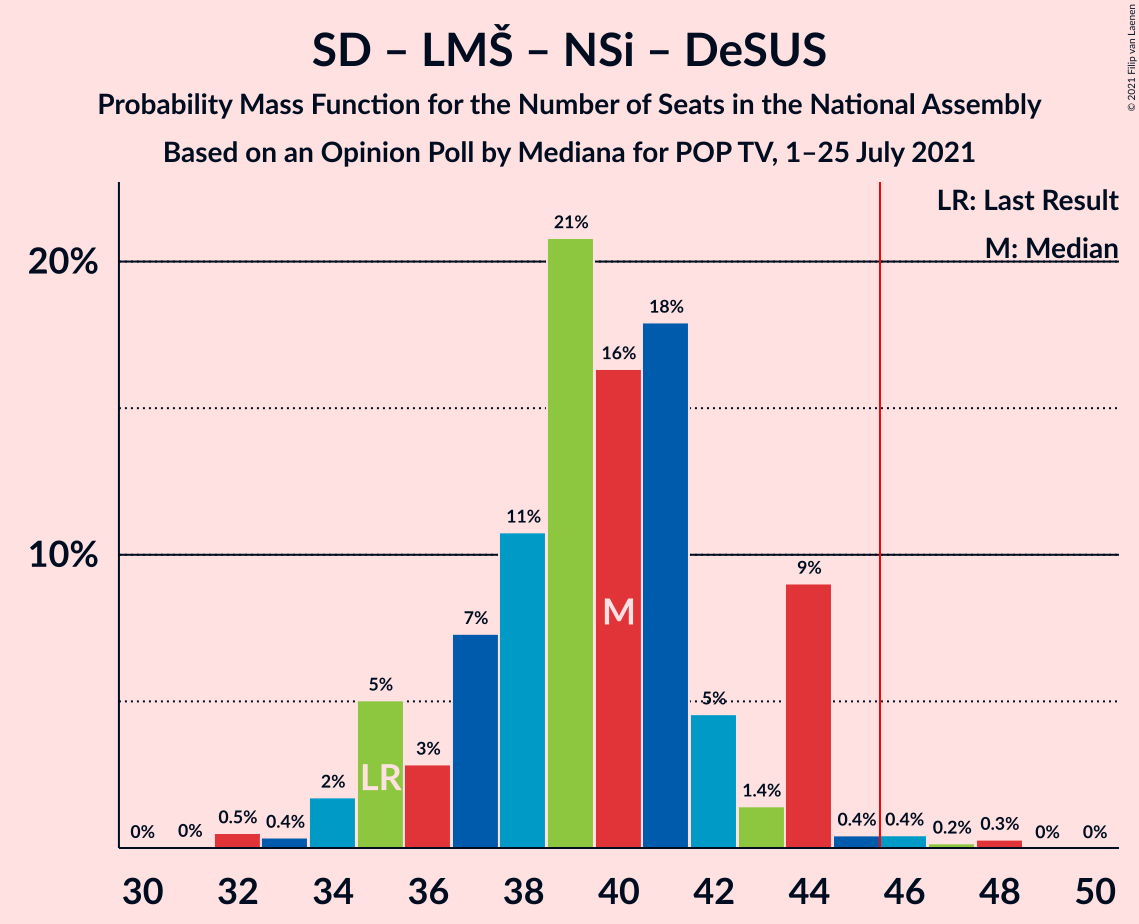 SD – LMŠ – NSi – DeSUS
Probability Mass Function for the Number of Seats in the National Assembly
Based on an Opinion Poll by Mediana for POP TV, 1–25 July 2021
© 2021 Filip van Laenen
LR: Last Result
M: Median
20%
10%
0%
0%
0.5%
0.4%
2%
5%
3%
7%
11%
21%
16%
18%
5%
1.4%
9%
0.4%
0.4%
0.2%
0.3%
0%
0%
LR
M
30 32 34 36 38 40 42 44 46 48 50